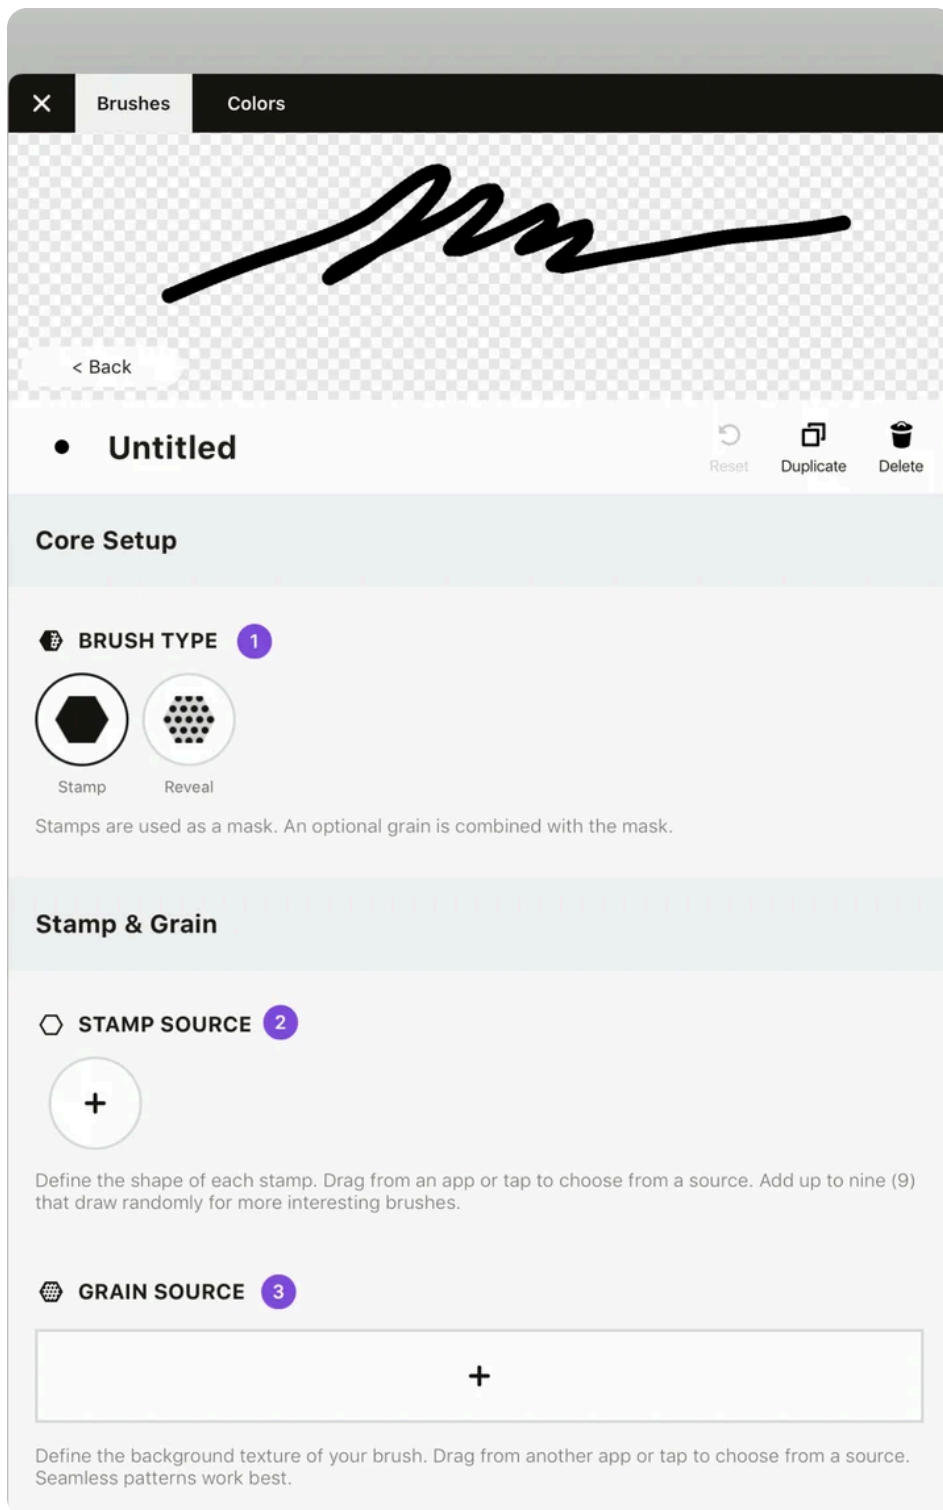 Brushes Colors
< Back
Untitled
Reset Duplicate Delete
Core Setup
BRUSH TYPE 1
Stamp Reveal
Stamps are used as a mask. An optional grain is combined with the mask.
Stamp & Grain
STAMP SOURCE 2
Define the shape of each stamp. Drag from an app or tap to choose from a source. Add up to nine (9)
that draw randomly for more interesting brushes.
GRAIN SOURCE 3
Define the background texture of your brush. Drag from another app or tap to choose from a source.
Seamless patterns work best.